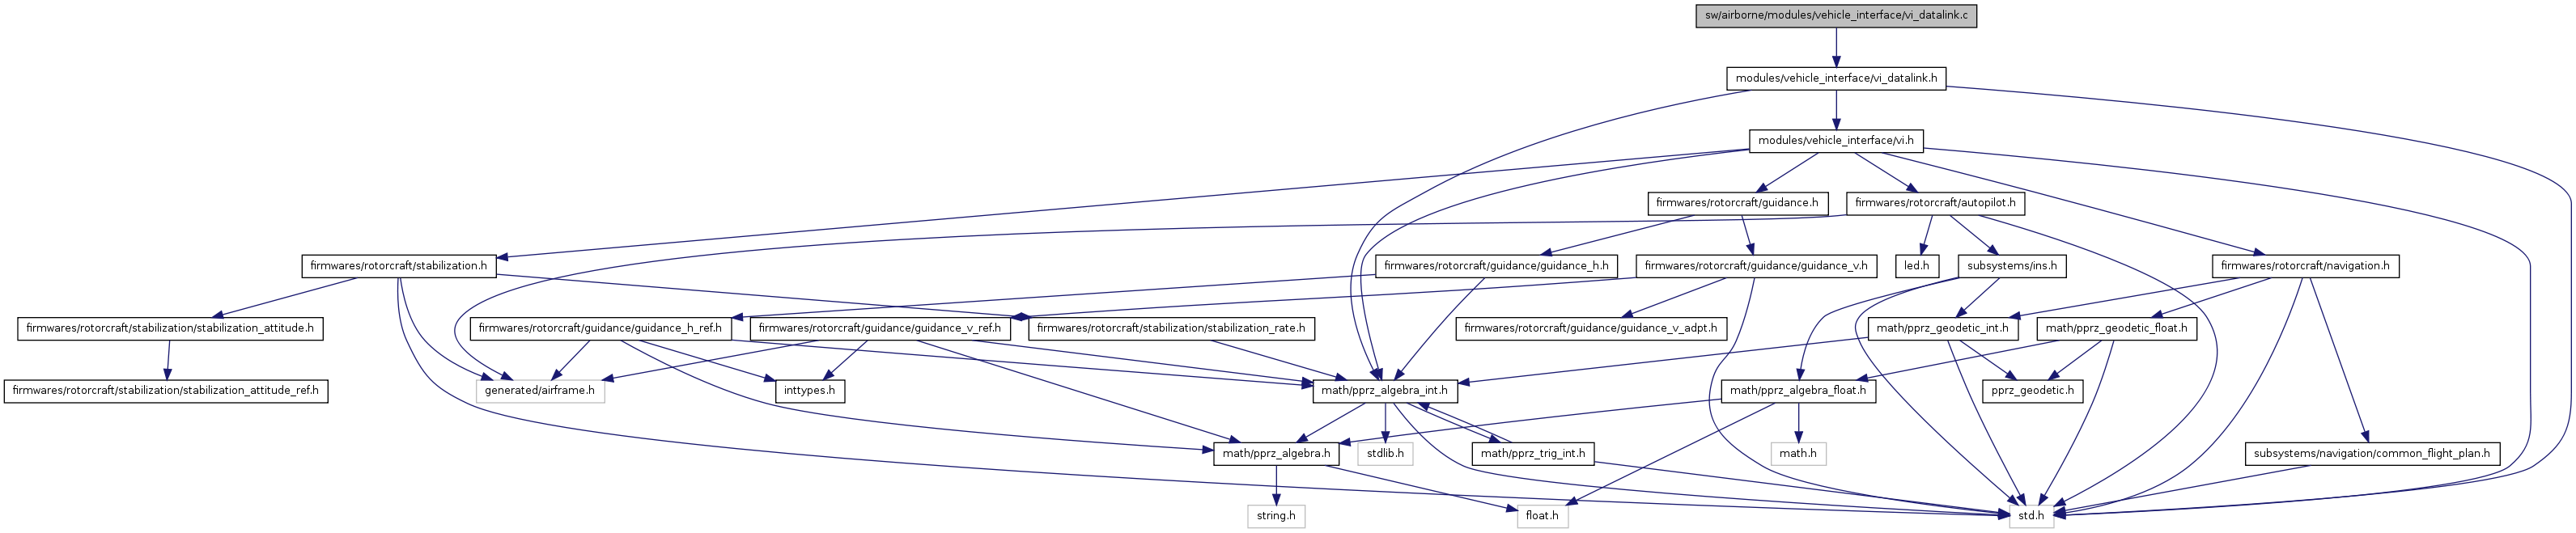 sw/airborne/modules/vehicle_interface/vi_datalink.c
modules/vehicle_interface/vi_datalink.h
modules/vehicle_interface/vi.h
firmwares/rotorcraft/guidance.h
firmwares/rotorcraft/autopilot.h
firmwares/rotorcraft/stabilization.h
firmwares/rotorcraft/guidance/guidance_h.h
firmwares/rotorcraft/guidance/guidance_v.h
led.h
subsystems/ins.h
firmwares/rotorcraft/navigation.h
firmwares/rotorcraft/stabilization/stabilization_attitude.h
firmwares/rotorcraft/guidance/guidance_h_ref.h
firmwares/rotorcraft/guidance/guidance_v_ref.h
firmwares/rotorcraft/stabilization/stabilization_rate.h
firmwares/rotorcraft/guidance/guidance_v_adpt.h
math/pprz_geodetic_int.h
math/pprz_geodetic_float.h
firmwares/rotorcraft/stabilization/stabilization_attitude_ref.h
generated/airframe.h
inttypes.h
math/pprz_algebra_int.h
math/pprz_algebra_float.h
pprz_geodetic.h
math/pprz_algebra.h
stdlib.h
math/pprz_trig_int.h
math.h
subsystems/navigation/common_flight_plan.h
string.h
float.h
std.h